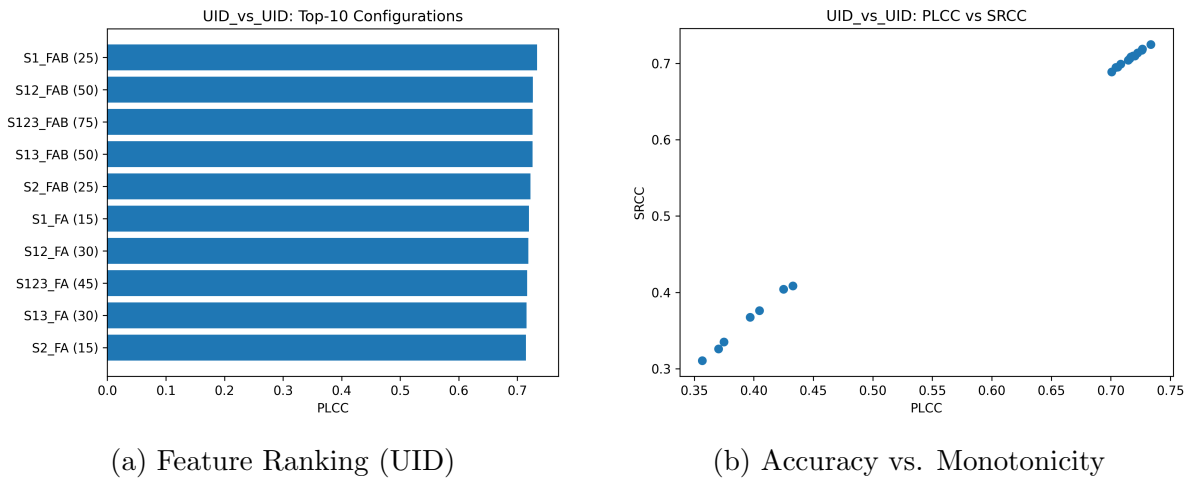 UID_vs_UID: Top-10 Configurations
S1_FAB (25)
S12_FAB (50)
S123_FAB (75)
S13_FAB (50)
S2_FAB (25)
S1_FA (15)
S12_FA (30)
S123_FA (45)
S13_FA (30)
S2_FA (15)
0.0 0.1 0.2 0.3 0.4 0.5 0.6 0.7
PLCC
(a) Feature Ranking (UID)
UID_vs_UID: PLCC vs SRCC
SRCC
0.7
0.6
0.5
0.4
0.3
0.35 0.40 0.45 0.50 0.55 0.60 0.65 0.70 0.75
PLCC
(b) Accuracy vs. Monotonicity